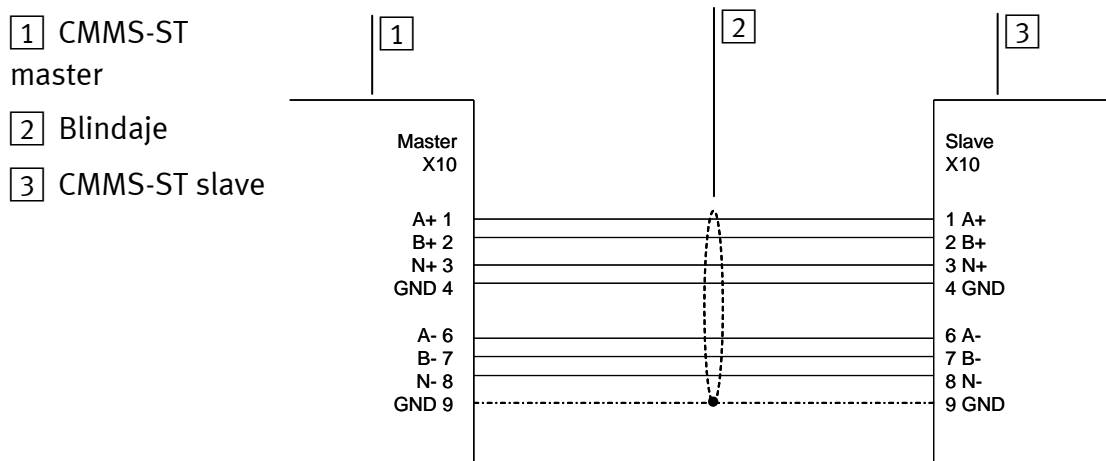 1 CMMS-ST
master
2 Blindaje
3 CMMS-ST slave
1
2
3
Master
X10
A+ 1
B+ 2
N+ 3
GND 4
A- 6
B- 7
N- 8
GND 9
Slave
X10
1 A+
2 B+
3 N+
4 GND
6 A-
7 B-
8 N-
9 GND